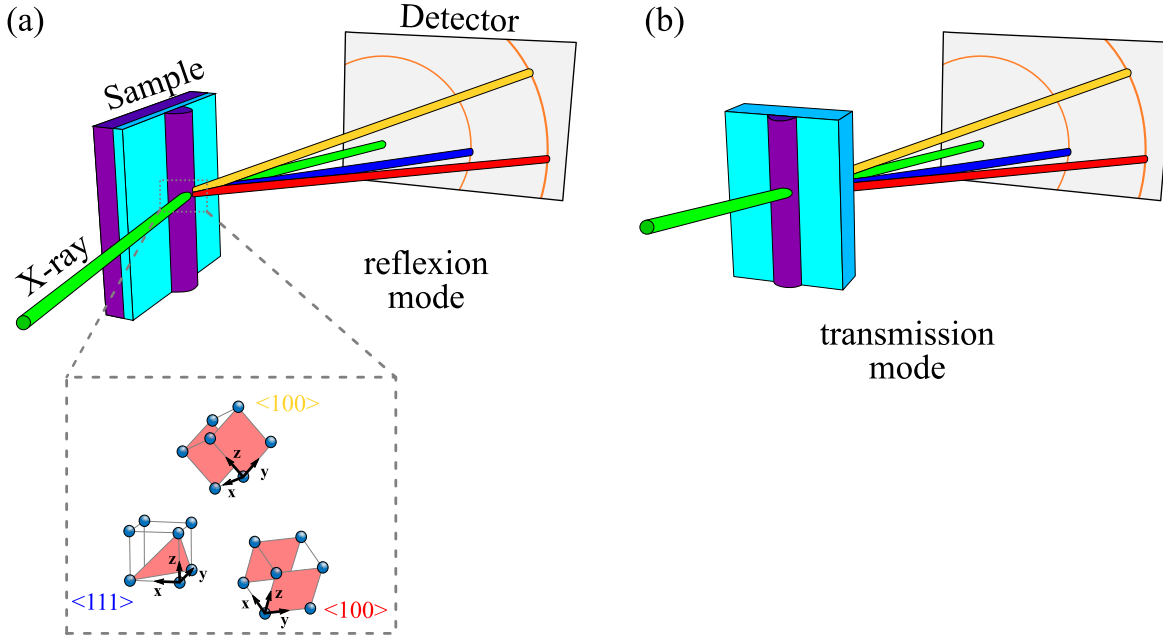 (a)
Detector
(b)
Sample
X-ray
reflexion
mode
transmission
mode
<100>
z
y
x
z
y
x
<111>
z
x
y
<100>